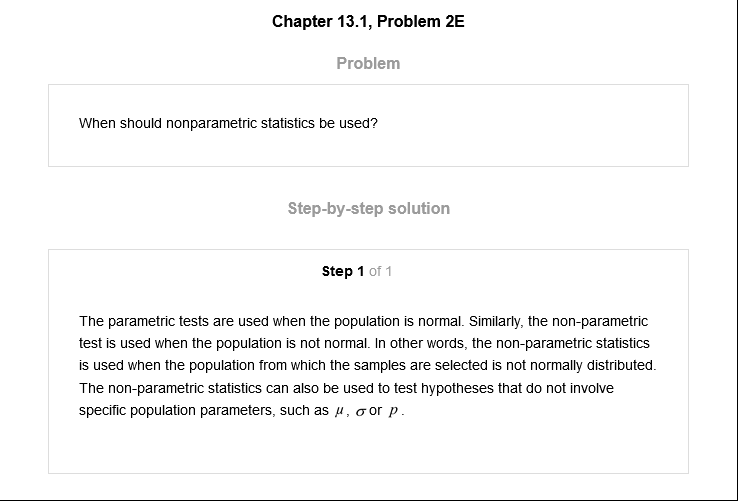 Chapter 13.1, Problem 2E
Problem
When should nonparametric statistics be used?
Step-by-step solution
Step 1 of 1
The parametric tests are used when the population is normal. Similarly, the non-parametric
test is used when the population is not normal. In other words, the non-parametric statistics
is used when the population from which the samples are selected is not normally distributed.
The non-parametric statistics can also be used to test hypotheses that do not involve
specific population parameters, such as μ, σ or p.